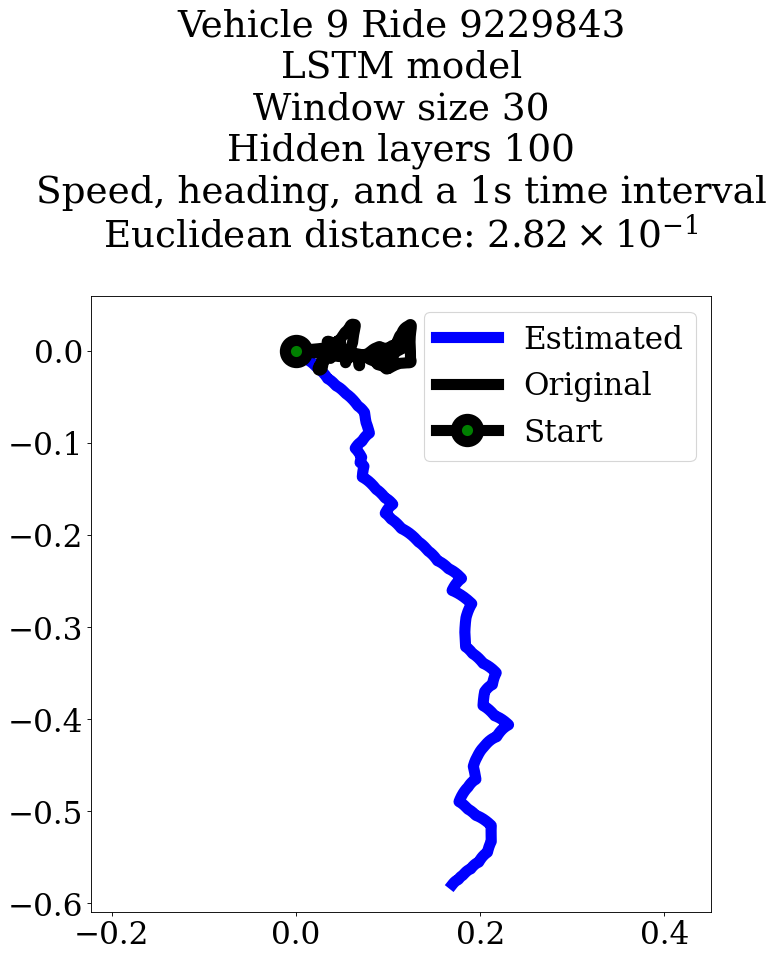 Vehicle 9 Ride 9229843
LSTM model
Window size 30
Hidden layers 100
Speed, heading, and a 1s time interval
Euclidean distance: 2.82 × 10⁻¹
Estimated
Original
Start
0.0
−0.1
−0.2
−0.3
−0.4
−0.5
−0.6
−0.2 0.0 0.2 0.4